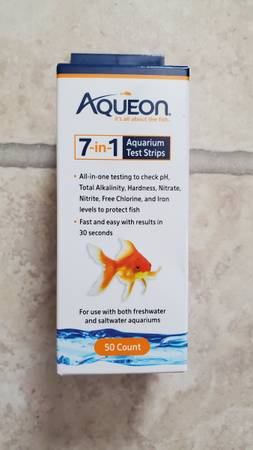 AQUEON®
it's all about the fish.
7-in-1
Aquarium
Test Strips
• All-in-one testing to check pH,
Total Alkalinity, Hardness, Nitrate,
Nitrite, Free Chlorine, and Iron
levels to protect fish
• Fast and easy with results in
30 seconds
For use with both freshwater
and saltwater aquariums
50 Count